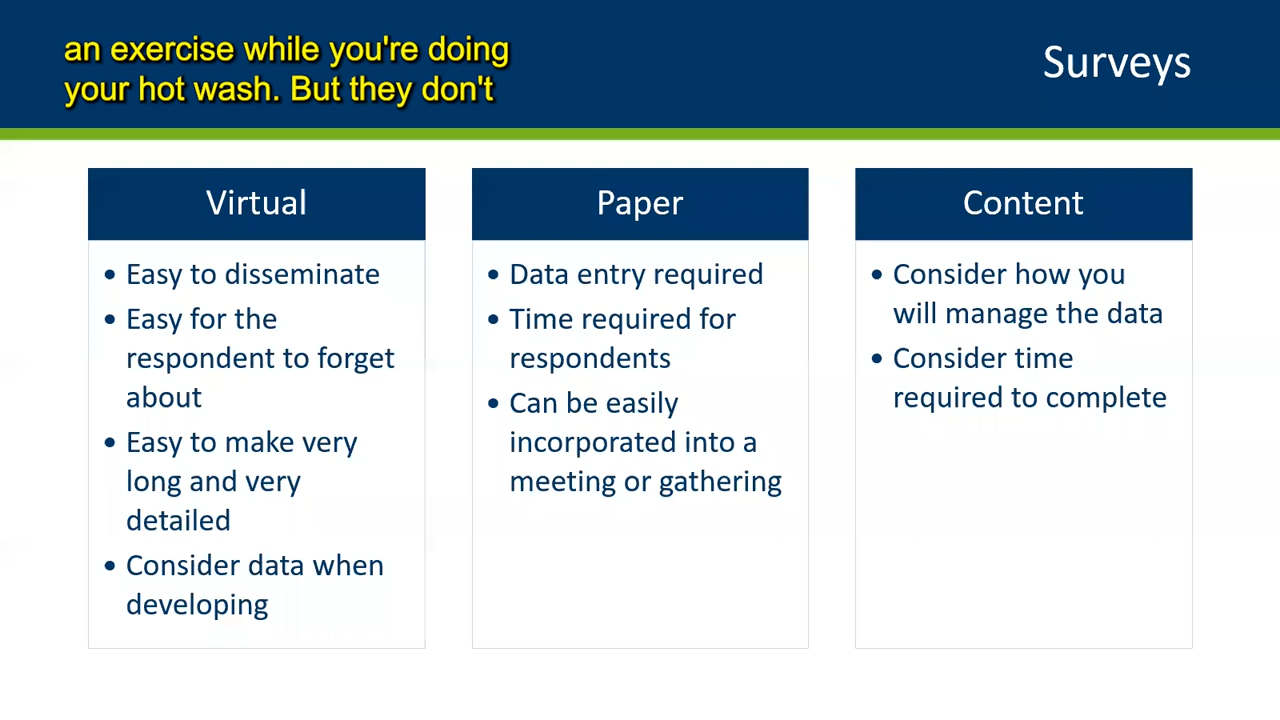 an exercise while you're doing
your hot wash. But they don't
Surveys
Virtual
• Easy to disseminate
• Easy for the
respondent to forget
about
• Easy to make very
long and very
detailed
• Consider data when
developing
Paper
• Data entry required
• Time required for
respondents
• Can be easily
incorporated into a
meeting or gathering
Content
• Consider how you
will manage the data
• Consider time
required to complete